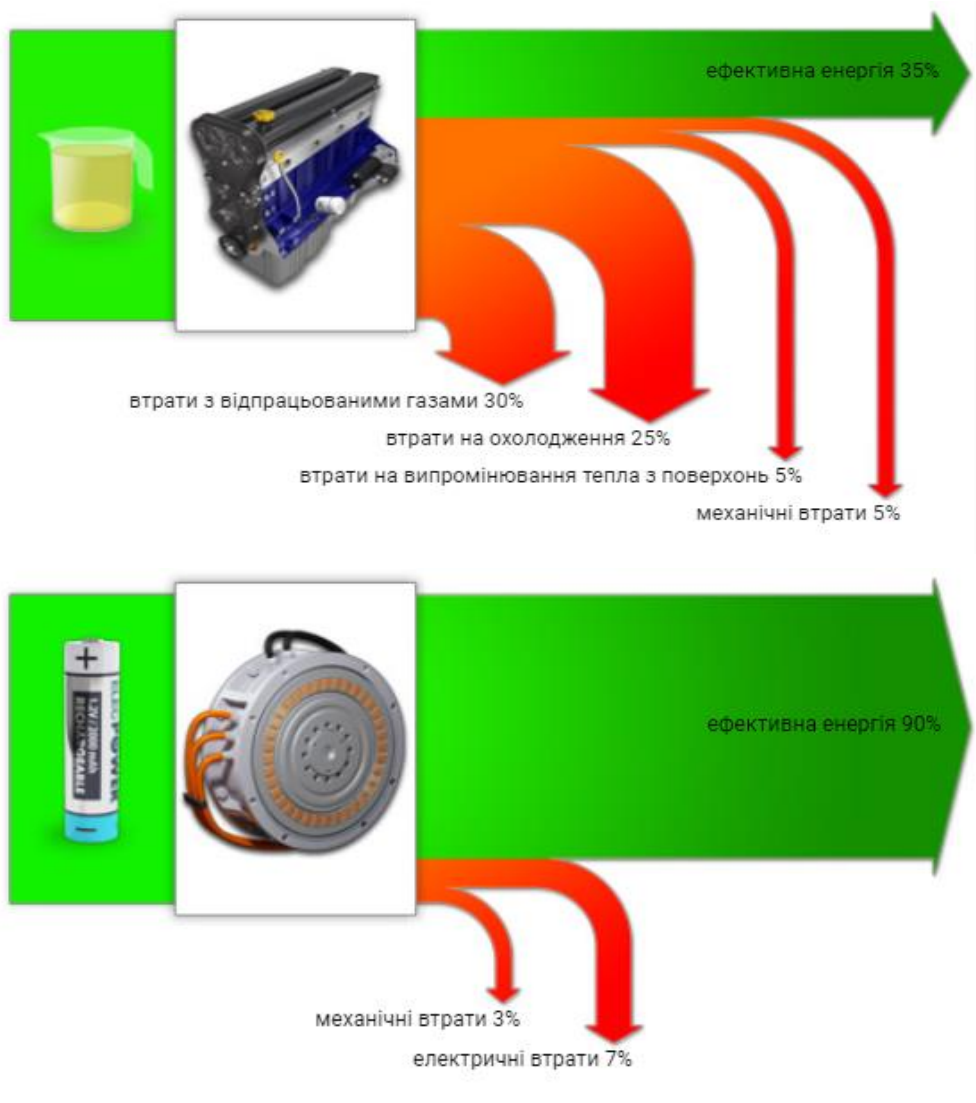 ефективна енергія 35%
втрати з відпрацьованими газами 30%
втрати на охолодження 25%
втрати на випромінювання тепла з поверхонь 5%
механічні втрати 5%
+
ефективна енергія 90%
механічні втрати 3%
електричні втрати 7%